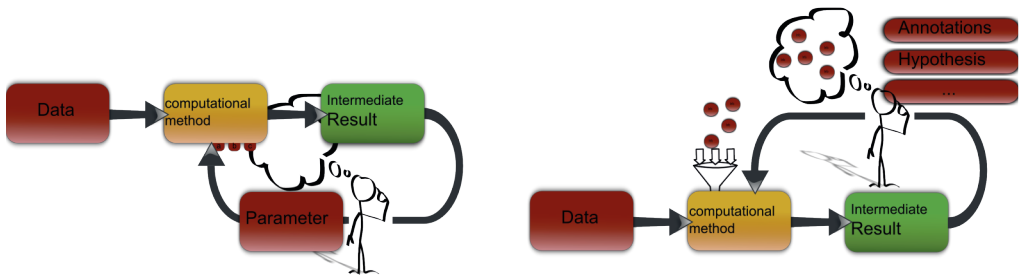 Data
computational
method
Intermediate
Result
Parameter
Annotations
Hypothesis
...
Data
computational
method
Intermediate
Result